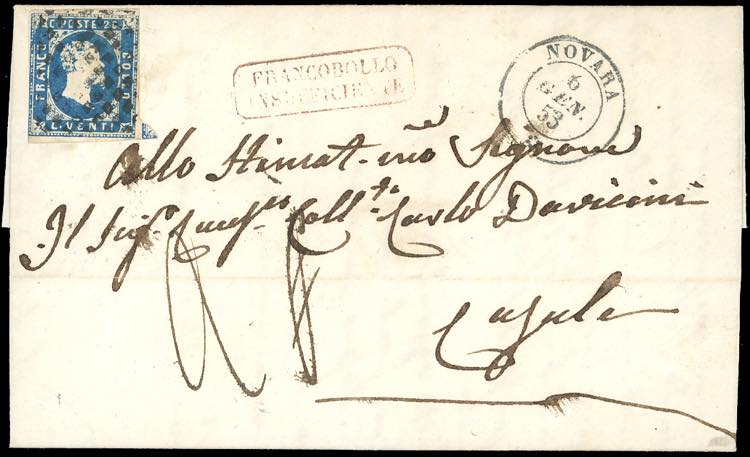 C. POSTE 20
FRANCO
BOLLO
C. VENTI
FRANCOBOLLO
INSUFFICIENTE
NOVARA
6
GEN.
53
Allo Stimat.mo Signore
Il Sig.
Coll. Carlo Davicini
Casale